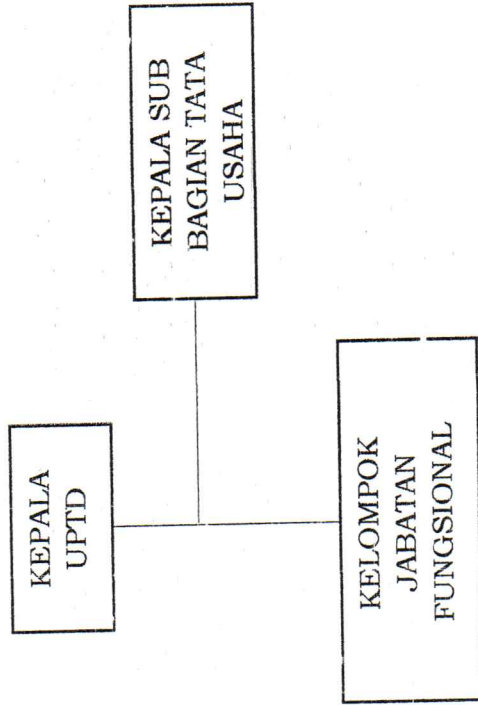 KEPALA
UPTD
KEPALA SUB
BAGIAN TATA
USAHA
KELOMPOK
JABATAN
FUNGSIONAL